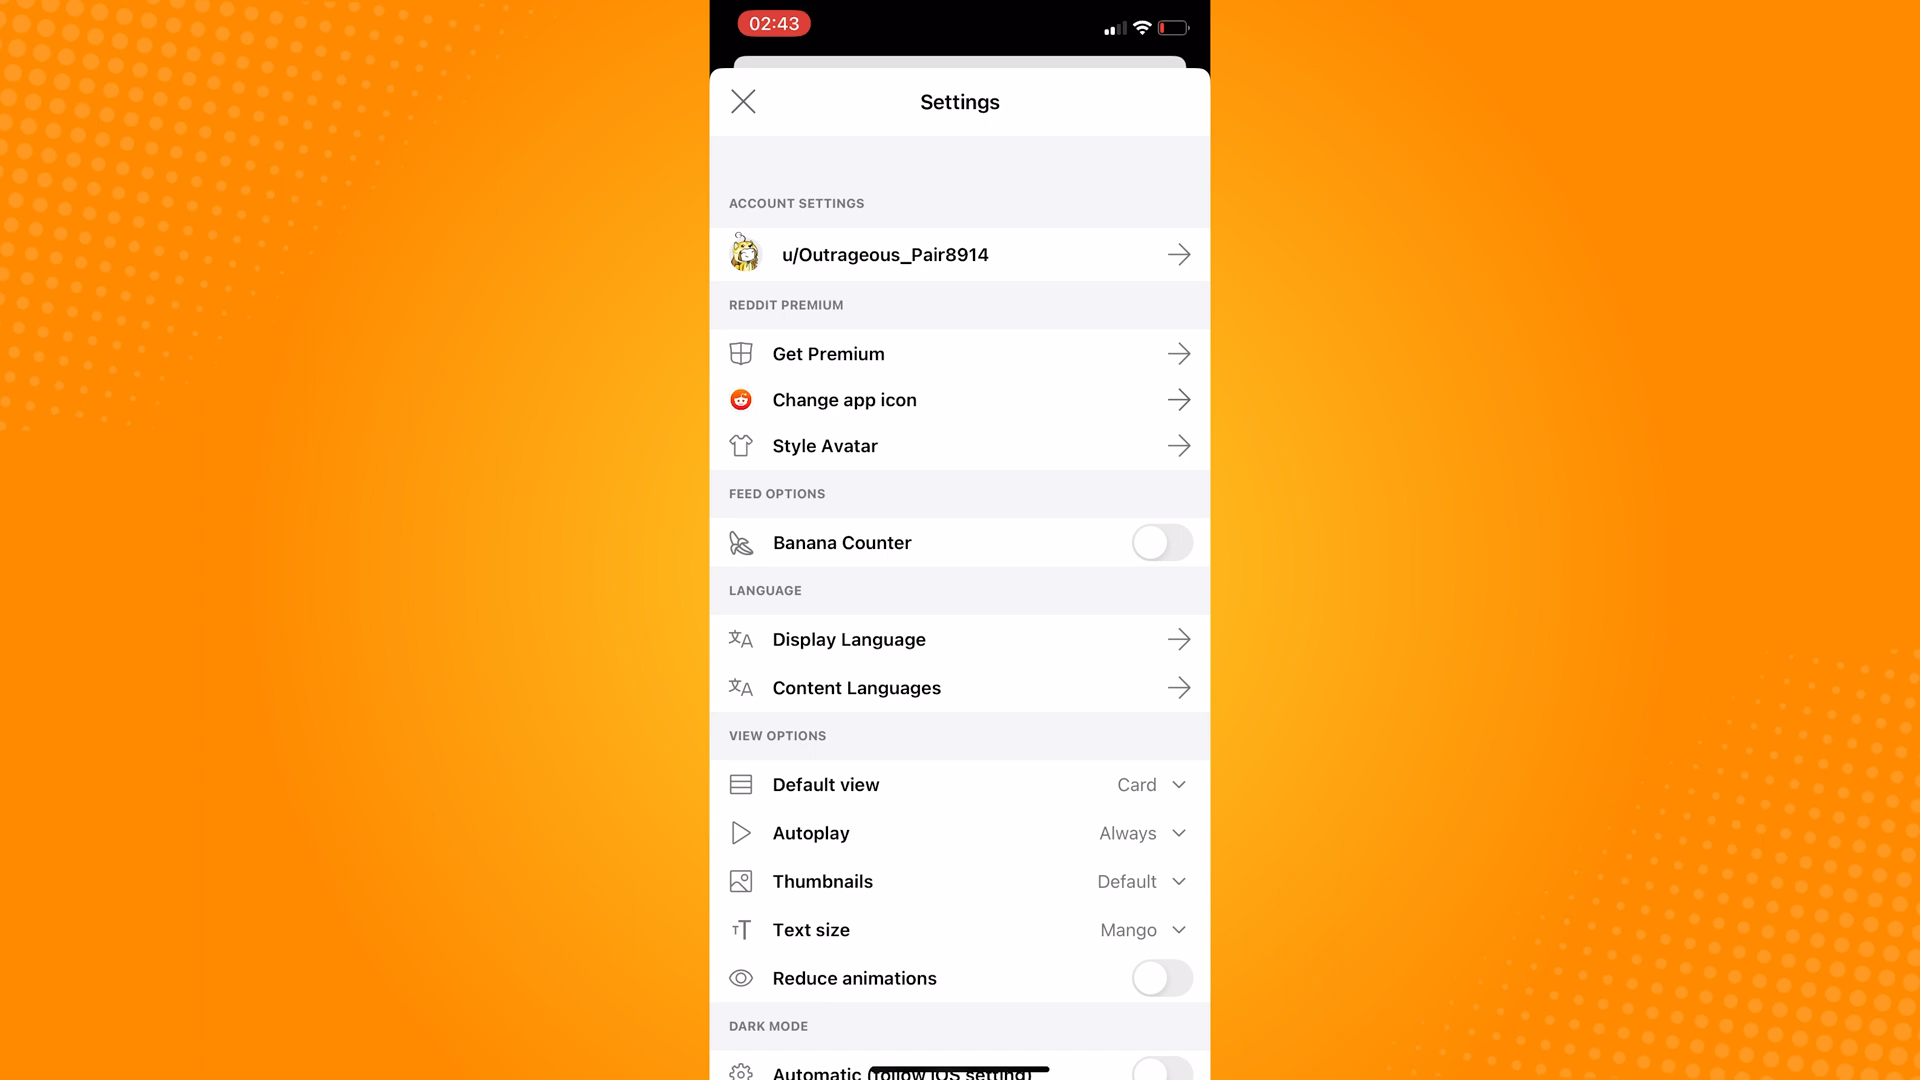 02:43
Settings
ACCOUNT SETTINGS
u/Outrageous_Pair8914
REDDIT PREMIUM
Get Premium
Change app icon
Style Avatar
FEED OPTIONS
Banana Counter
LANGUAGE
Display Language
Content Languages
VIEW OPTIONS
Default view Card
Autoplay Always
Thumbnails Default
Text size Mango
Reduce animations
DARK MODE
Automatic (follow iOS setting)